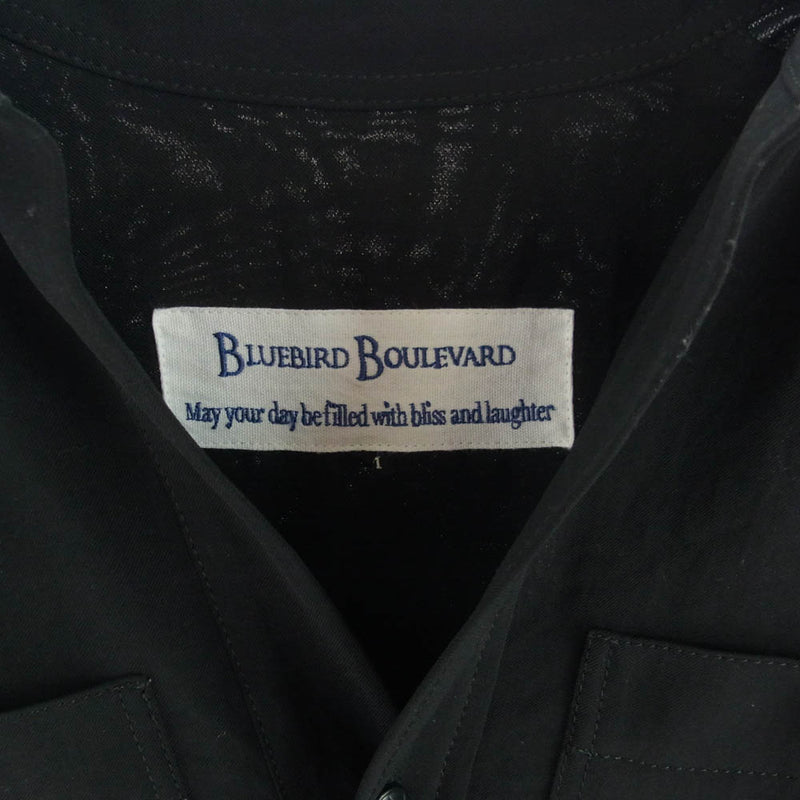 BLUEBIRD BOULEVARD
May your day be filled with bliss and laughter
1